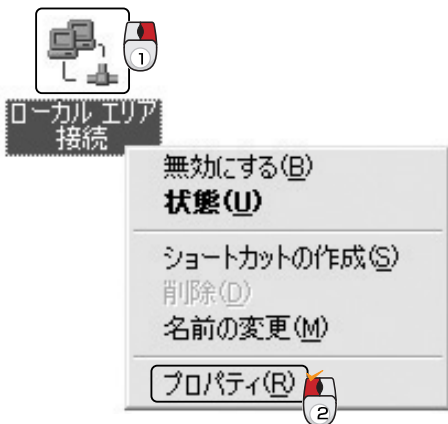 1
ローカル エリア
接続
無効にする(B)
状態(U)
ショートカットの作成(S)
削除(D)
名前の変更(M)
プロパティ(R)
2